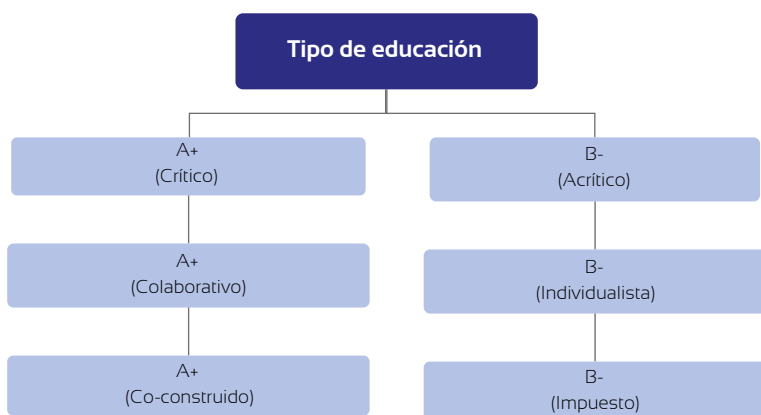 Tipo de educación
A+
(Crítico)
B-
(Acrítico)
A+
(Colaborativo)
B-
(Individualista)
A+
(Co-construido)
B-
(Impuesto)